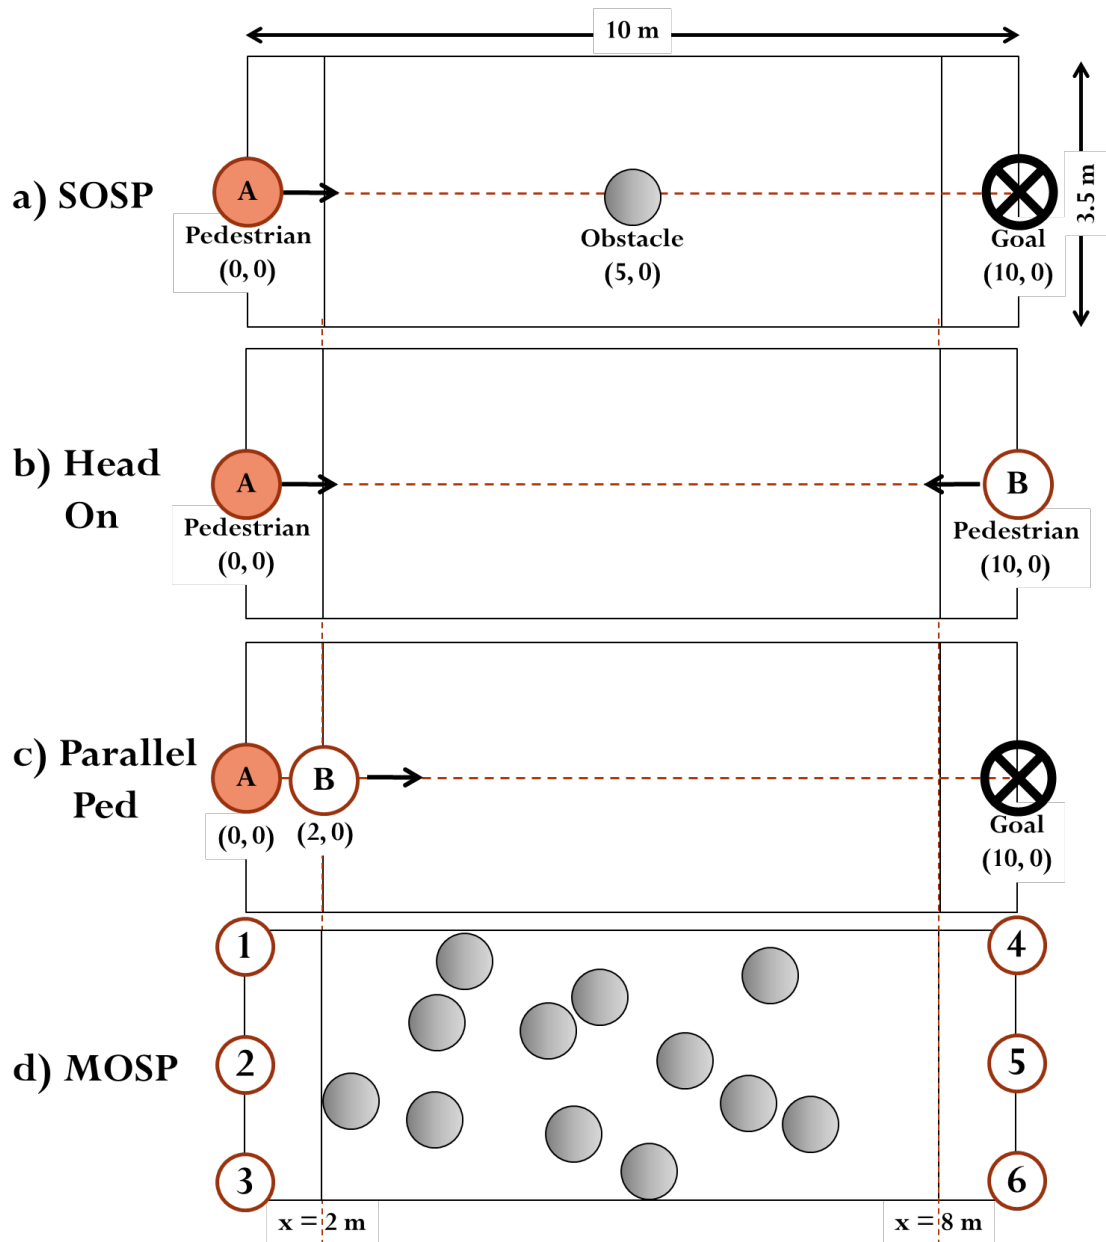 10 m
3.5 m
a) SOSP
A
Pedestrian
(0, 0)
Obstacle
(5, 0)
Goal
(10, 0)
b) Head
On
A
Pedestrian
(0, 0)
B
Pedestrian
(10, 0)
c) Parallel
Ped
A
(0, 0)
B
(2, 0)
Goal
(10, 0)
d) MOSP
1
2
3
4
5
6
x = 2 m
x = 8 m